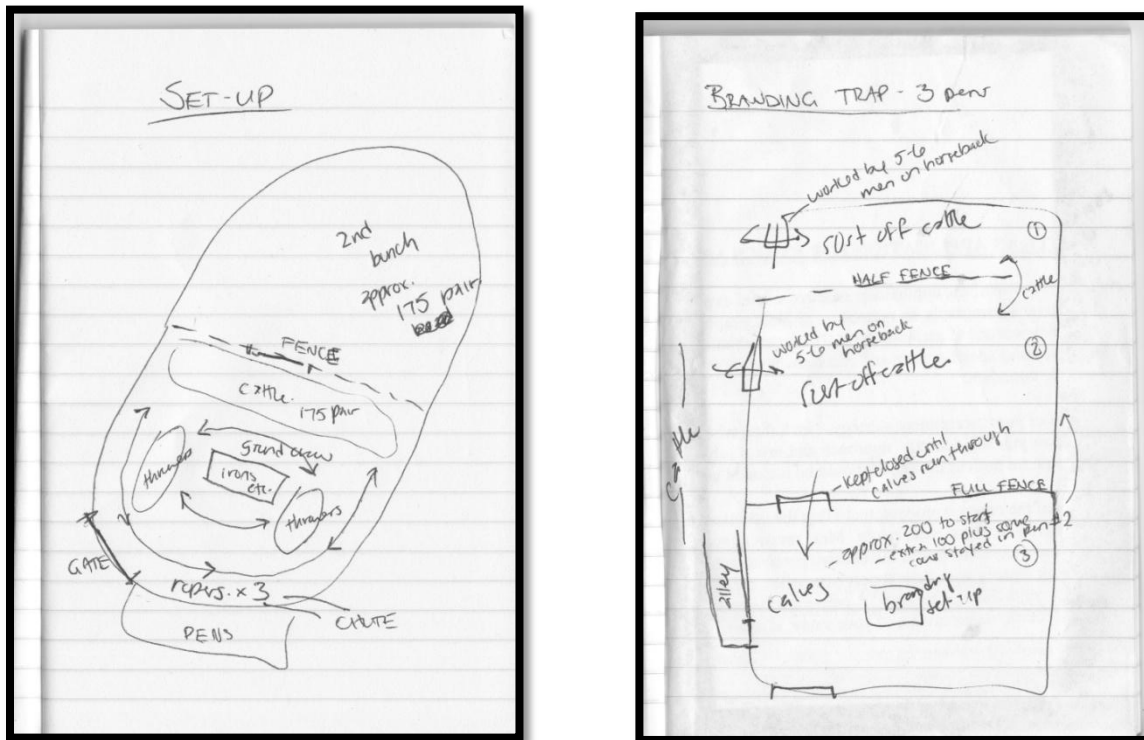 SET-UP
2nd
bunch
approx.
175 pair
FENCE
cattle.
175 pair
ground crew
throwers
irons
etc.
throwers
GATE
ropers. x 3
CHUTE
PENS
BRANDING TRAP - 3 pens
worked by 5-6
men on horseback
sort off cattle
1
HALF FENCE
cattle
worked by
5-6 men on
horseback
2
sort off cattle.
cattle
- kept closed until
calves run through
FULL FENCE
- approx. 200 to start
- extra 100 plus some
cows stayed in pen #2
3
alley
calves
branding
set-up